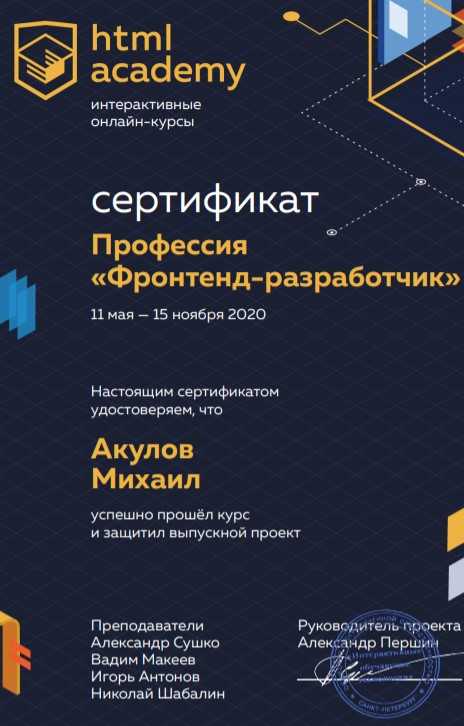 html
academy
интерактивные
онлайн-курсы
сертификат
Профессия
«Фронтенд-разработчик»
11 мая — 15 ноября 2020
Настоящим сертификатом
удостоверяем, что
Акулов
Михаил
успешно прошёл курс
и защитил выпускной проект
Преподаватели
Александр Сушко
Вадим Макеев
Игорь Антонов
Николай Шабалин
Руководитель проекта
Александр Першин
САНКТ-ПЕТЕРБУРГ